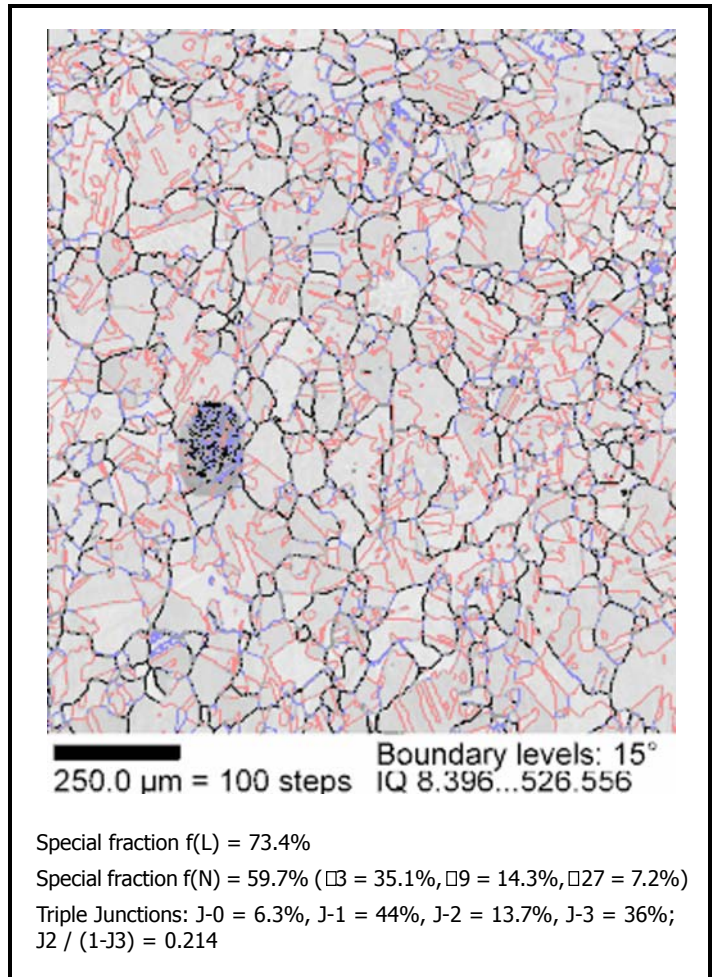 Boundary levels: 15°
250.0 µm = 100 steps IQ 8.396...526.556
Special fraction f(L) = 73.4%
Special fraction f(N) = 59.7% (□3 = 35.1%, □9 = 14.3%, □27 = 7.2%)
Triple Junctions: J-0 = 6.3%, J-1 = 44%, J-2 = 13.7%, J-3 = 36%;
J2 / (1-J3) = 0.214